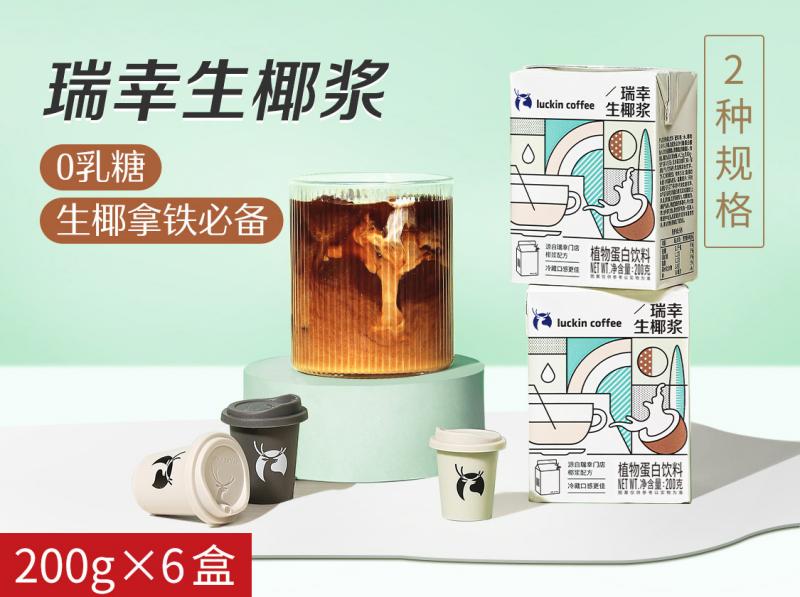 瑞幸生椰浆
0乳糖
生椰拿铁必备
2种规格
luckin coffee
瑞幸
生椰浆
源自瑞幸门店
椰浆配方
冷藏口感更佳
植物蛋白饮料
NET WT. 净含量:200克
luckin coffee
瑞幸
生椰浆
源自瑞幸门店
椰浆配方
冷藏口感更佳
植物蛋白饮料
NET WT. 净含量:200克
200g×6盒